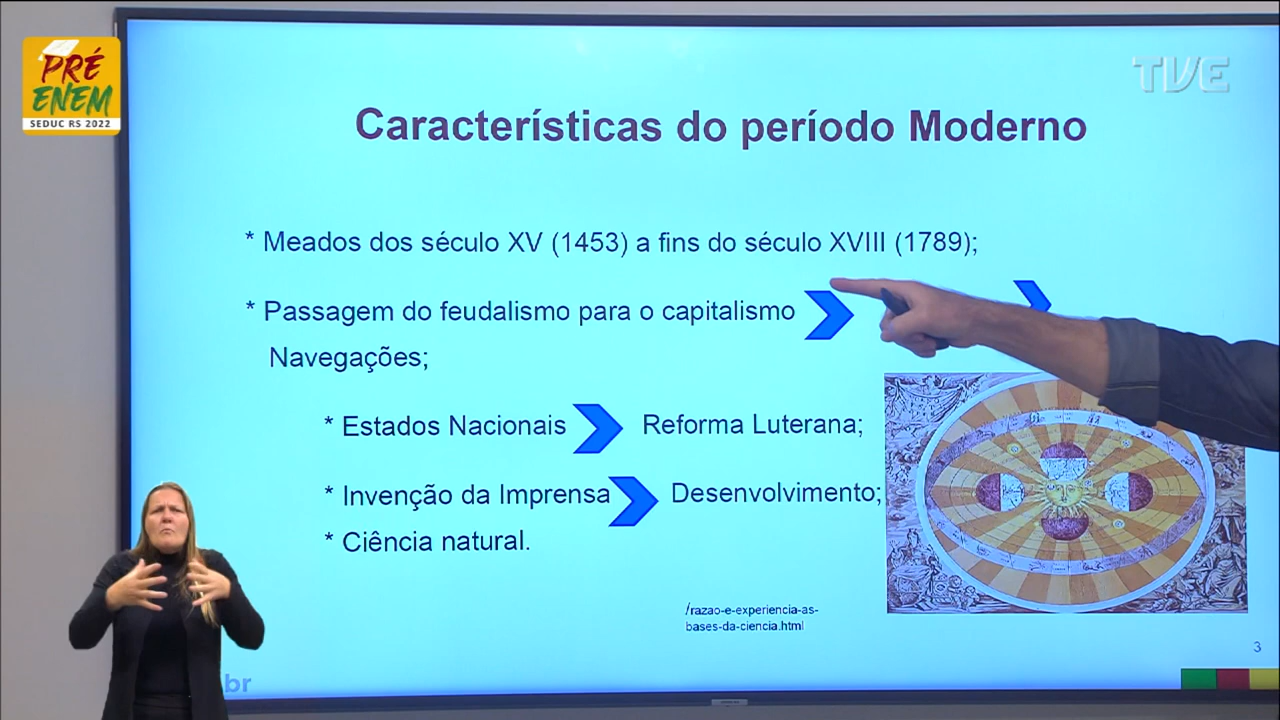 PRÉ
ENEM
SEDUC RS 2022
TVE
Características do período Moderno
* Meados dos século XV (1453) a fins do século XVIII (1789);
* Passagem do feudalismo para o capitalismo
Navegações;
* Estados Nacionais Reforma Luterana;
* Invenção da Imprensa Desenvolvimento;
* Ciência natural.
/razao-e-experiencia-as-
bases-da-ciencia.html
3
br